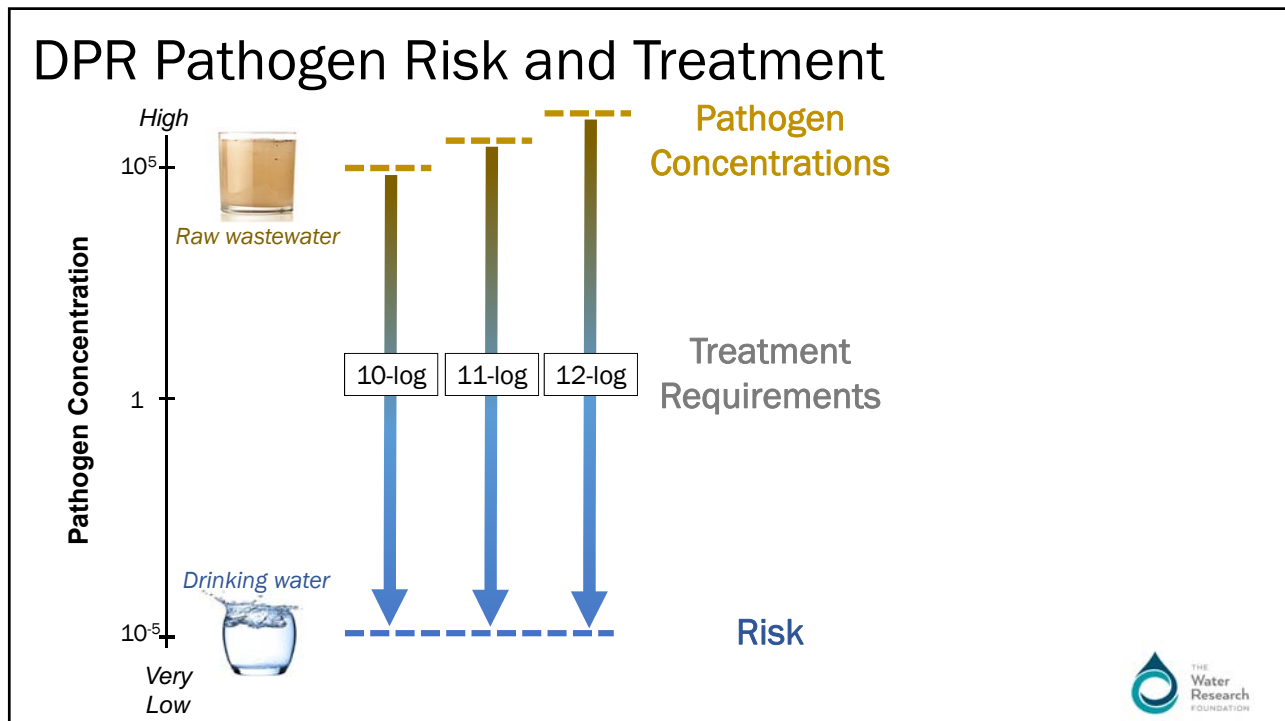 DPR Pathogen Risk and Treatment
High
10⁵
Raw wastewater
Pathogen
Concentrations
Pathogen Concentration
10-log
11-log
12-log
Treatment
Requirements
1
Drinking water
10⁻⁵
Risk
Very
Low
THE
Water
Research
FOUNDATION